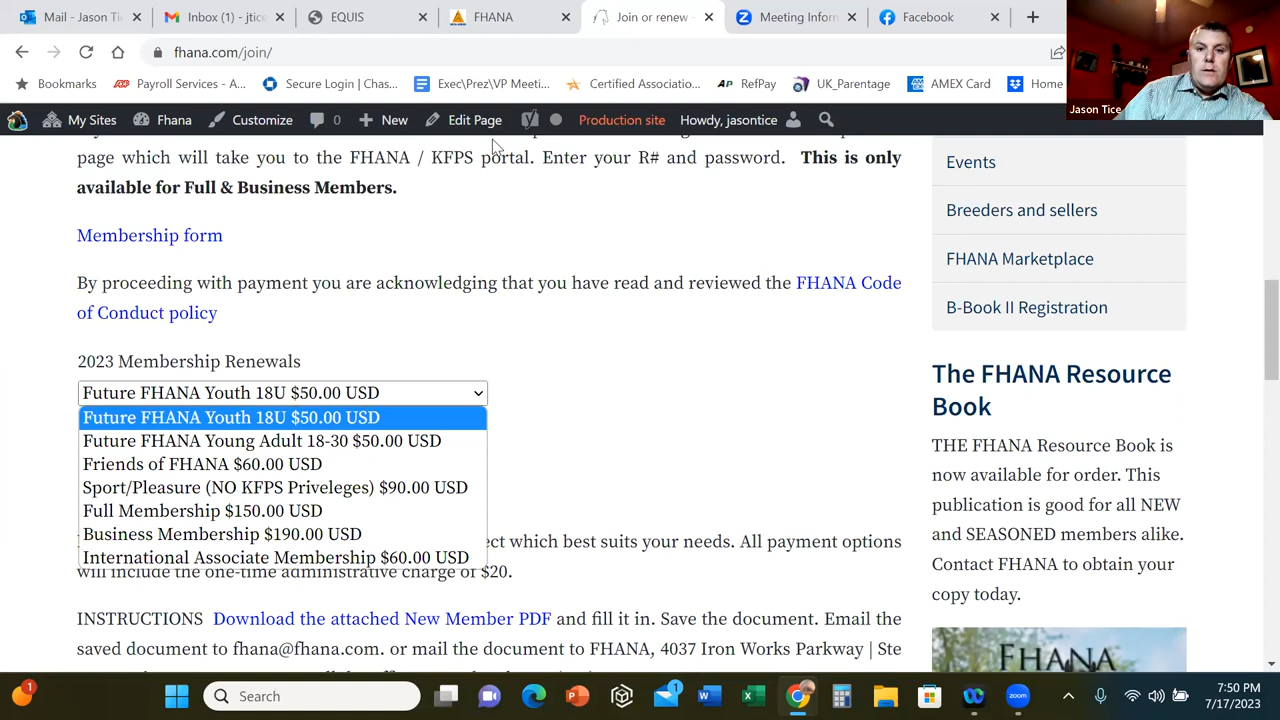 Mail - Jason Tic
Inbox (1) - jtice
EQUIS
FHANA
Join or renew -
Meeting Inform
Facebook
fhana.com/join/
Bookmarks
Payroll Services - A...
Secure Login | Chas...
Exec\Prez\VP Meeti...
Certified Associatio...
RefPay
UK_Parentage
AMEX Card
Home
Jason Tice
My Sites
Fhana
Customize
0
New
Edit Page
Production site
Howdy, jasontice
page which will take you to the FHANA / KFPS portal. Enter your R# and password. This is only
available for Full & Business Members.
Membership form
By proceeding with payment you are acknowledging that you have read and reviewed the FHANA Code
of Conduct policy
2023 Membership Renewals
Future FHANA Youth 18U $50.00 USD
Future FHANA Youth 18U $50.00 USD
Future FHANA Young Adult 18-30 $50.00 USD
Friends of FHANA $60.00 USD
Sport/Pleasure (NO KFPS Priveleges) $90.00 USD
Full Membership $150.00 USD
Business Membership $190.00 USD
International Associate Membership $60.00 USD
ect which best suits your needs. All payment options
will include the one-time administrative charge of $20.
INSTRUCTIONS Download the attached New Member PDF and fill it in. Save the document. Email the
saved document to fhana@fhana.com. or mail the document to FHANA, 4037 Iron Works Parkway | Ste
Events
Breeders and sellers
FHANA Marketplace
B-Book II Registration
The FHANA Resource
Book
THE FHANA Resource Book is
now available for order. This
publication is good for all NEW
and SEASONED members alike.
Contact FHANA to obtain your
copy today.
FHANA
1
Search
1
zoom
7:50 PM
7/17/2023